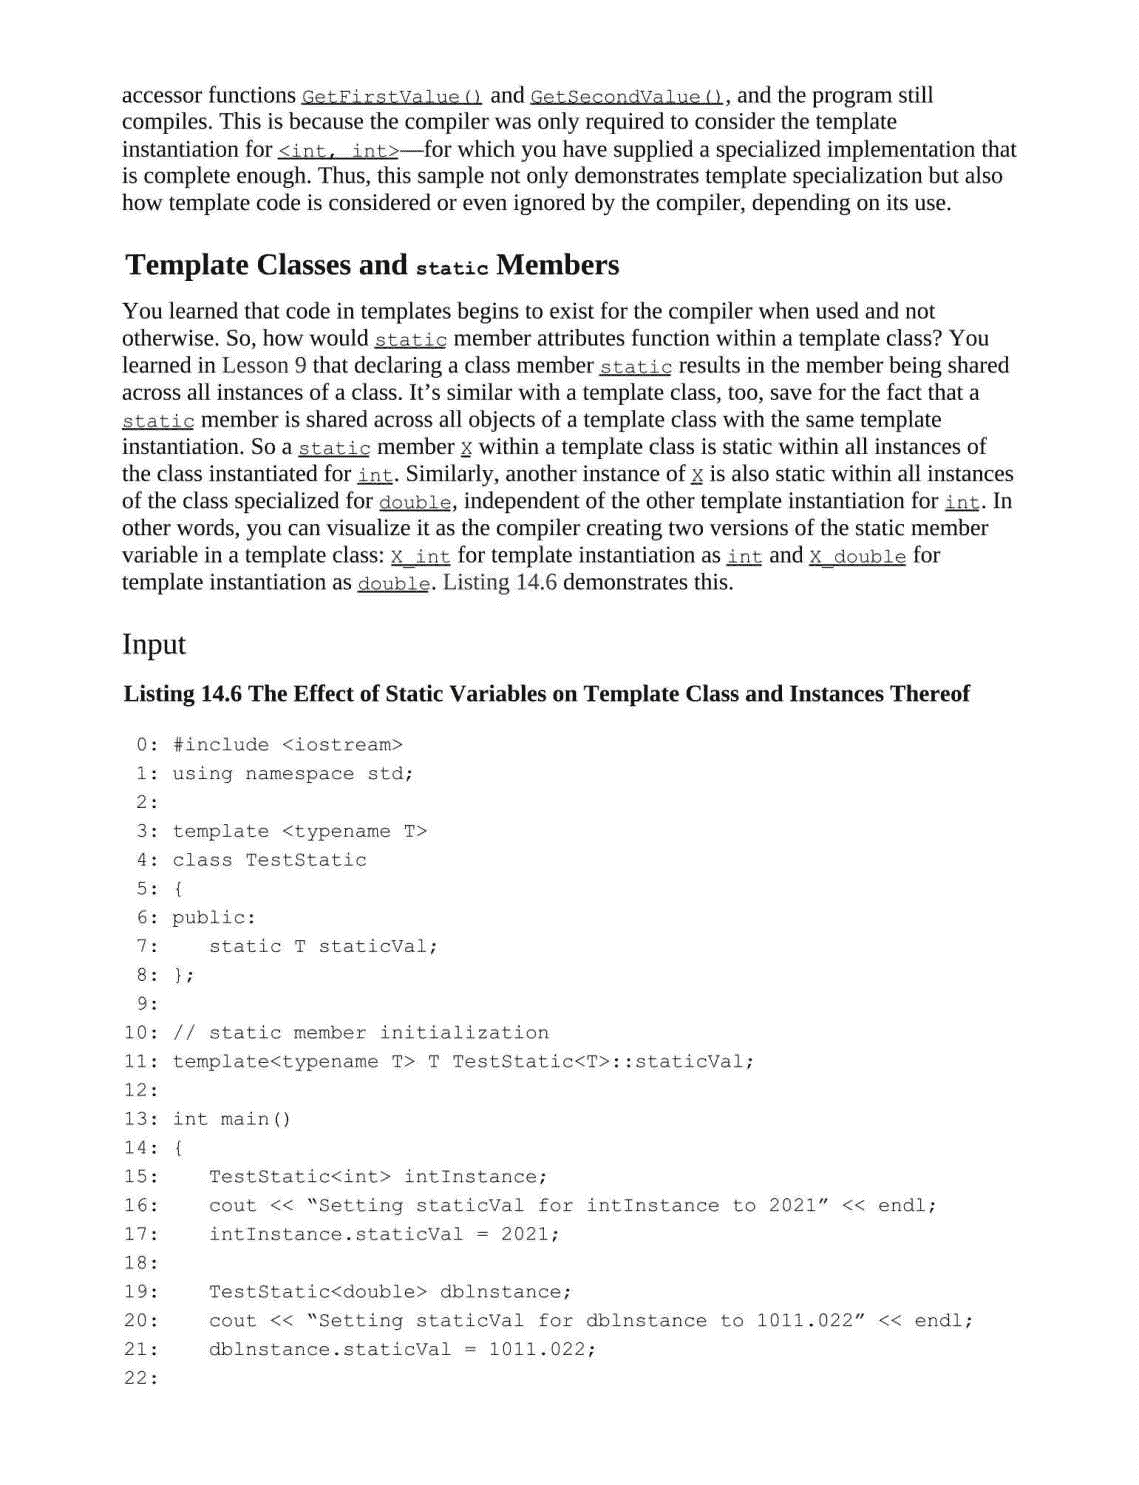 accessor functions GetFirstValue() and GetSecondValue(), and the program still
compiles. This is because the compiler was only required to consider the template
instantiation for <int, int>—for which you have supplied a specialized implementation that
is complete enough. Thus, this sample not only demonstrates template specialization but also
how template code is considered or even ignored by the compiler, depending on its use.
Template Classes and static Members
You learned that code in templates begins to exist for the compiler when used and not
otherwise. So, how would static member attributes function within a template class? You
learned in Lesson 9 that declaring a class member static results in the member being shared
across all instances of a class. It’s similar with a template class, too, save for the fact that a
static member is shared across all objects of a template class with the same template
instantiation. So a static member X within a template class is static within all instances of
the class instantiated for int. Similarly, another instance of X is also static within all instances
of the class specialized for double, independent of the other template instantiation for int. In
other words, you can visualize it as the compiler creating two versions of the static member
variable in a template class: X_int for template instantiation as int and X_double for
template instantiation as double. Listing 14.6 demonstrates this.
Input
Listing 14.6 The Effect of Static Variables on Template Class and Instances Thereof
0: #include <iostream>
1: using namespace std;
2:
3: template <typename T>
4: class TestStatic
5: {
6: public:
7:    static T staticVal;
8: };
9:
10: // static member initialization
11: template<typename T> T TestStatic<T>::staticVal;
12:
13: int main()
14: {
15:    TestStatic<int> intInstance;
16:    cout << “Setting staticVal for intInstance to 2021” << endl;
17:    intInstance.staticVal = 2021;
18:
19:    TestStatic<double> dblnstance;
20:    cout << “Setting staticVal for dblnstance to 1011.022” << endl;
21:    dblnstance.staticVal = 1011.022;
22: